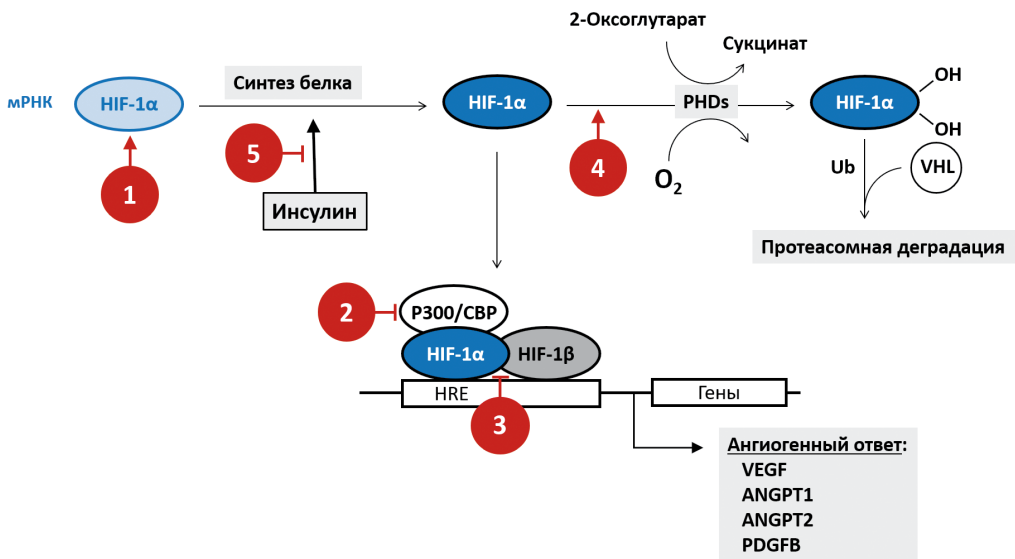 2-Оксоглутарат
Сукцинат
мРНК
HIF-1α
Синтез белка
HIF-1α
PHDs
HIF-1α
OH
OH
5
4
1
O2
Ub
VHL
Инсулин
Протеасомная деградация
2
P300/CBP
HIF-1α
HIF-1β
HRE
Гены
3
Ангиогенный ответ:
VEGF
ANGPT1
ANGPT2
PDGFB